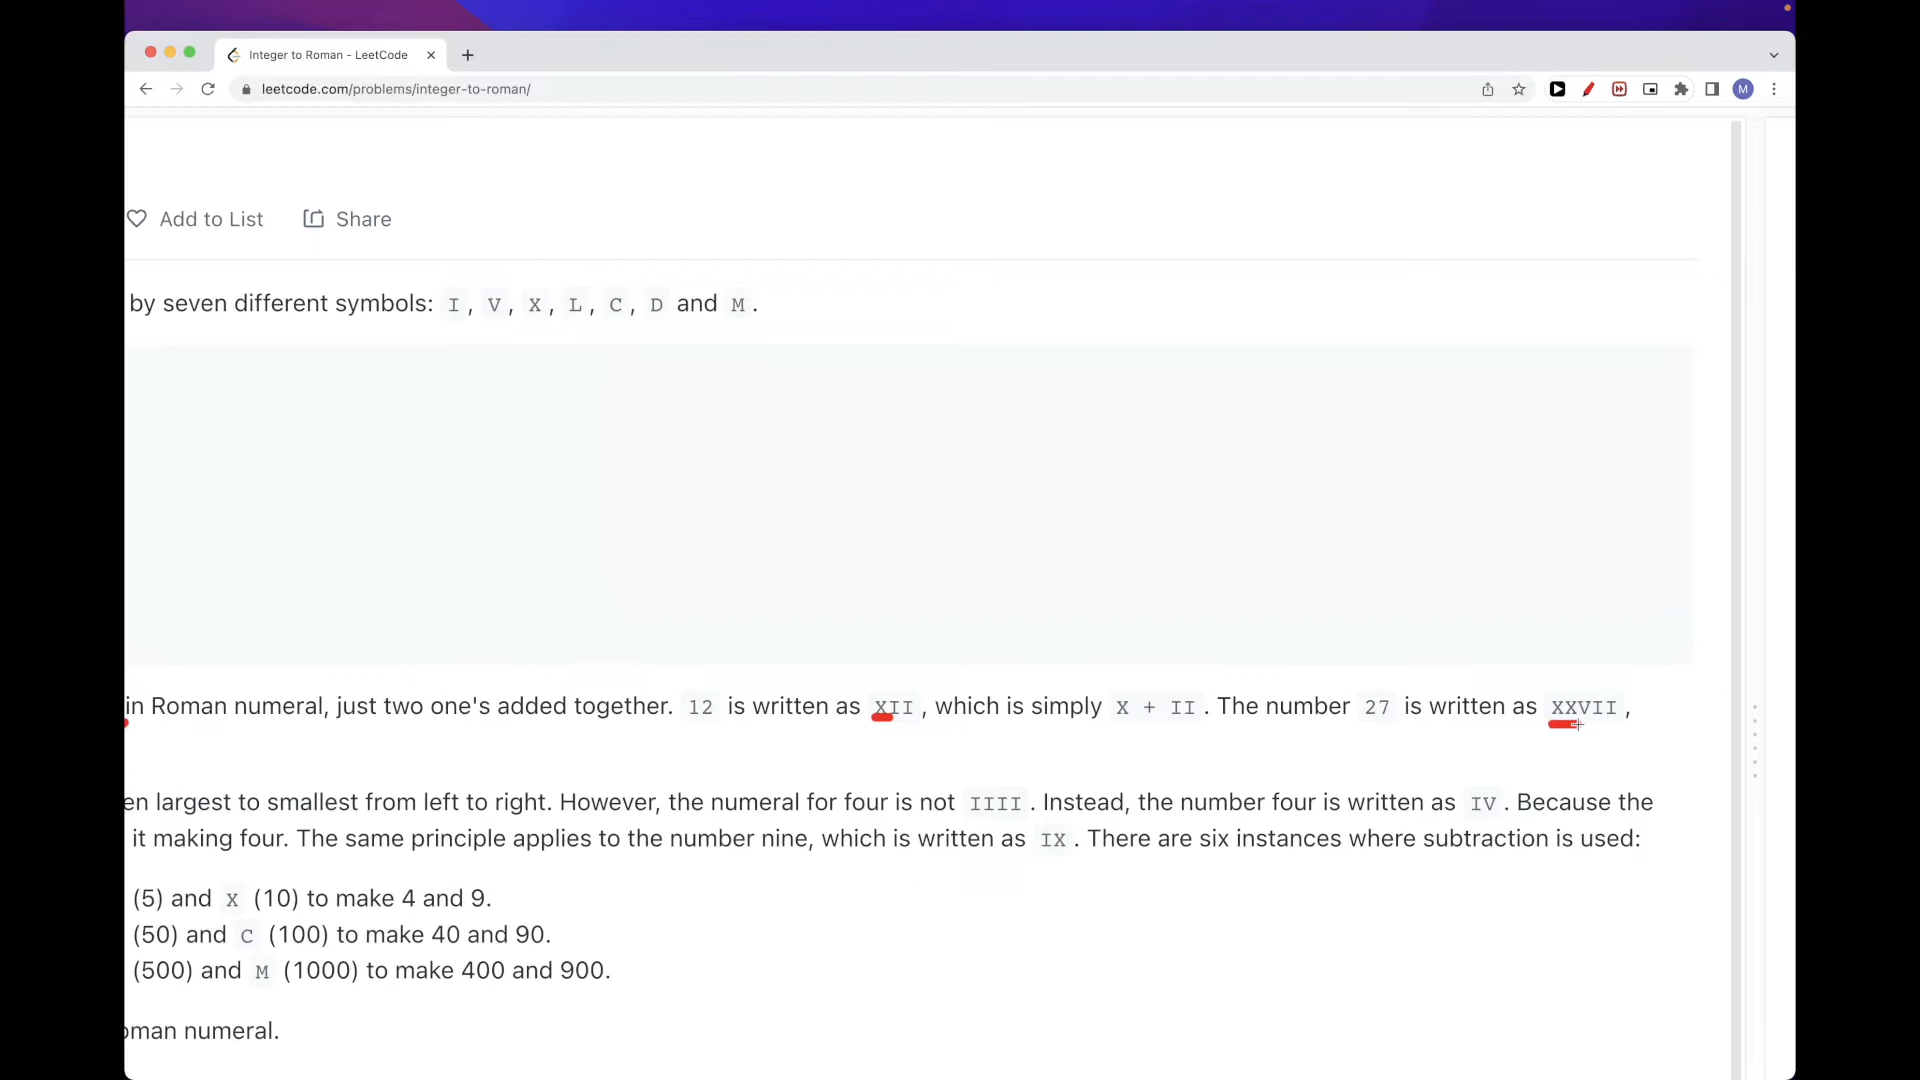 Integer to Roman - LeetCode
leetcode.com/problems/integer-to-roman/
M
Add to List
Share
by seven different symbols: I, V, X, L, C, D and M.
in Roman numeral, just two one's added together. 12 is written as XII, which is simply X + II. The number 27 is written as XXVII,
en largest to smallest from left to right. However, the numeral for four is not IIII. Instead, the number four is written as IV. Because the
it making four. The same principle applies to the number nine, which is written as IX. There are six instances where subtraction is used:
(5) and X (10) to make 4 and 9.
(50) and C (100) to make 40 and 90.
(500) and M (1000) to make 400 and 900.
oman numeral.